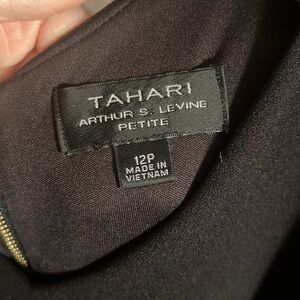 TAHARI
ARTHUR S. LEVINE
PETITE
12P
MADE IN
VIETNAM